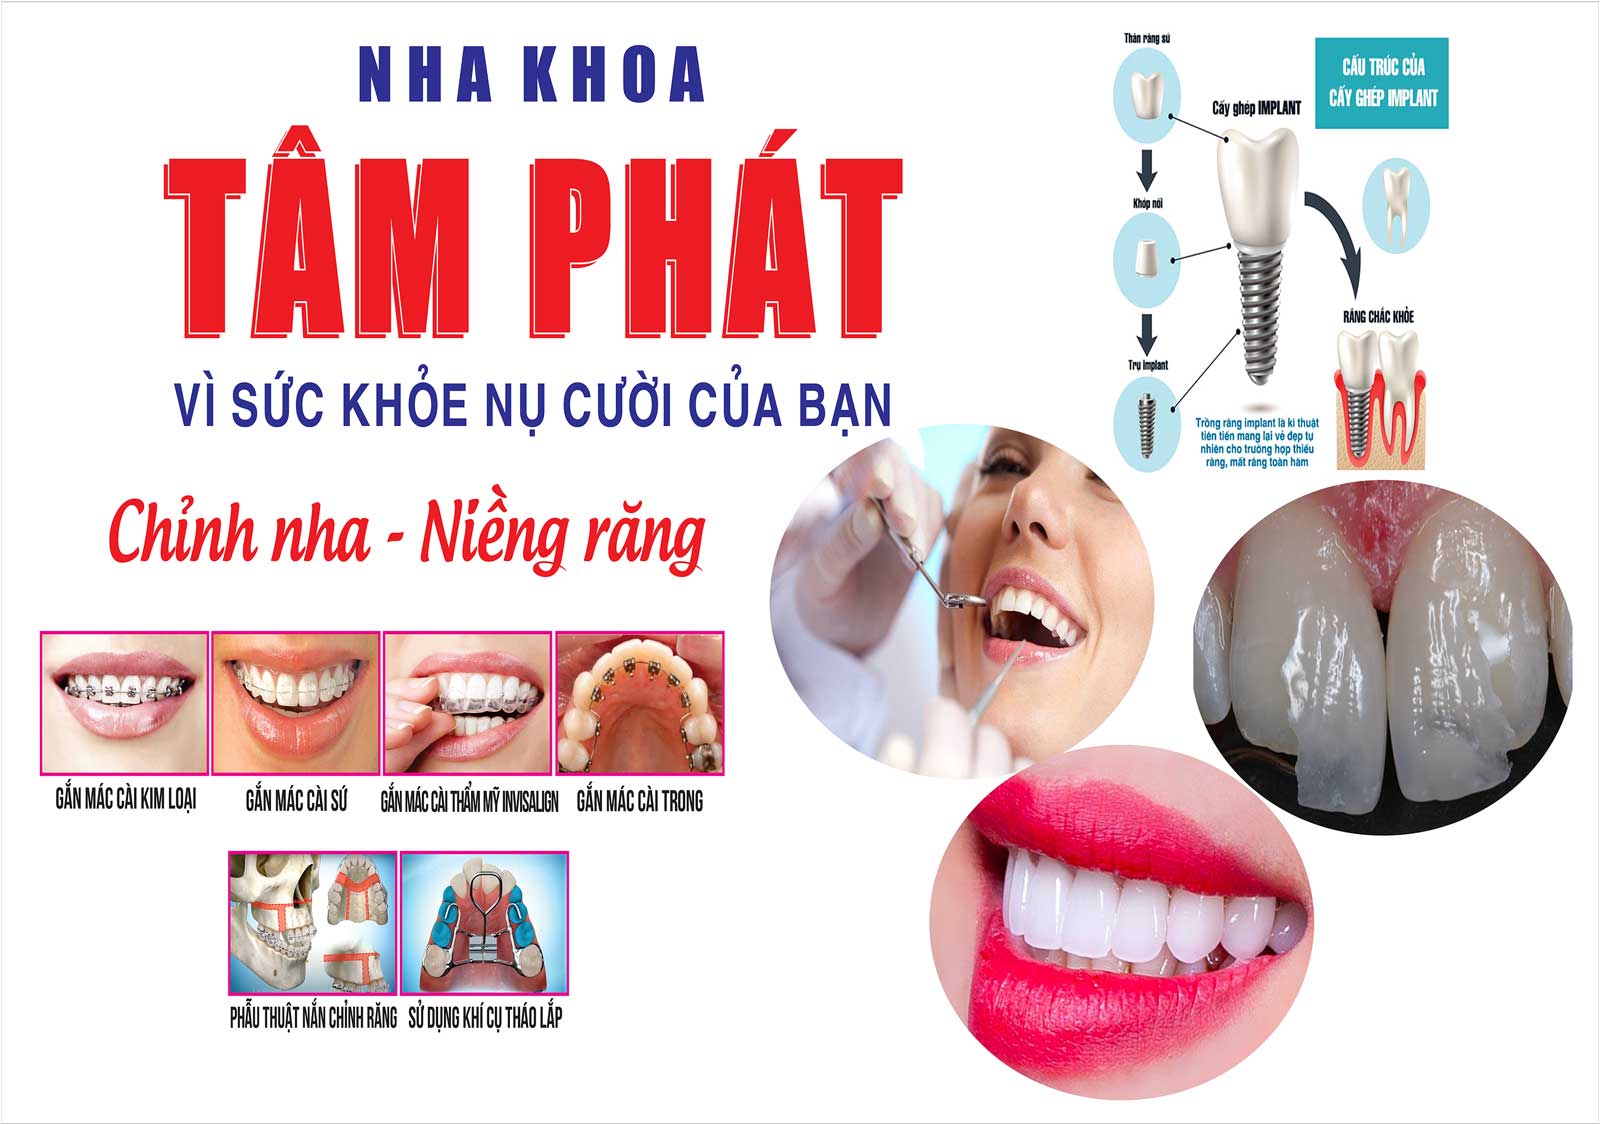 NHA KHOA
TÂM PHÁT
VÌ SỨC KHỎE NỤ CƯỜI CỦA BẠN
Chỉnh nha - Niềng răng
GẮN MẮC CÀI KIM LOẠI
GẮN MẮC CÀI SỨ
GẮN MẮC CÀI THẨM MỸ INVISALIGN
GẮN MẮC CÀI TRONG
PHẪU THUẬT NẮN CHỈNH RĂNG
SỬ DỤNG KHÍ CỤ THÁO LẮP
CẤU TRÚC CỦA
CẤY GHÉP IMPLANT
Thân răng sứ
Cấy ghép IMPLANT
Khớp nối
Trụ implant
RĂNG CHẮC KHỎE
Trồng răng implant là kĩ thuật
tiên tiến mang lại vẻ đẹp tự
nhiên cho trường hợp thiếu
răng, mất răng toàn hàm